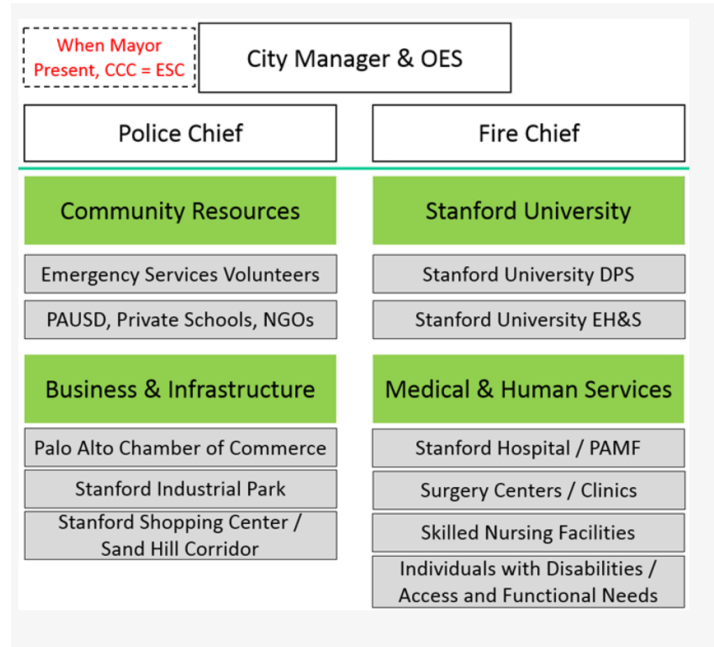 When Mayor
Present, CCC = ESC
City Manager & OES
Police Chief
Fire Chief
Community Resources
Emergency Services Volunteers
PAUSD, Private Schools, NGOs
Stanford University
Stanford University DPS
Stanford University EH&S
Business & Infrastructure
Palo Alto Chamber of Commerce
Stanford Industrial Park
Stanford Shopping Center /
Sand Hill Corridor
Medical & Human Services
Stanford Hospital / PAMF
Surgery Centers / Clinics
Skilled Nursing Facilities
Individuals with Disabilities /
Access and Functional Needs